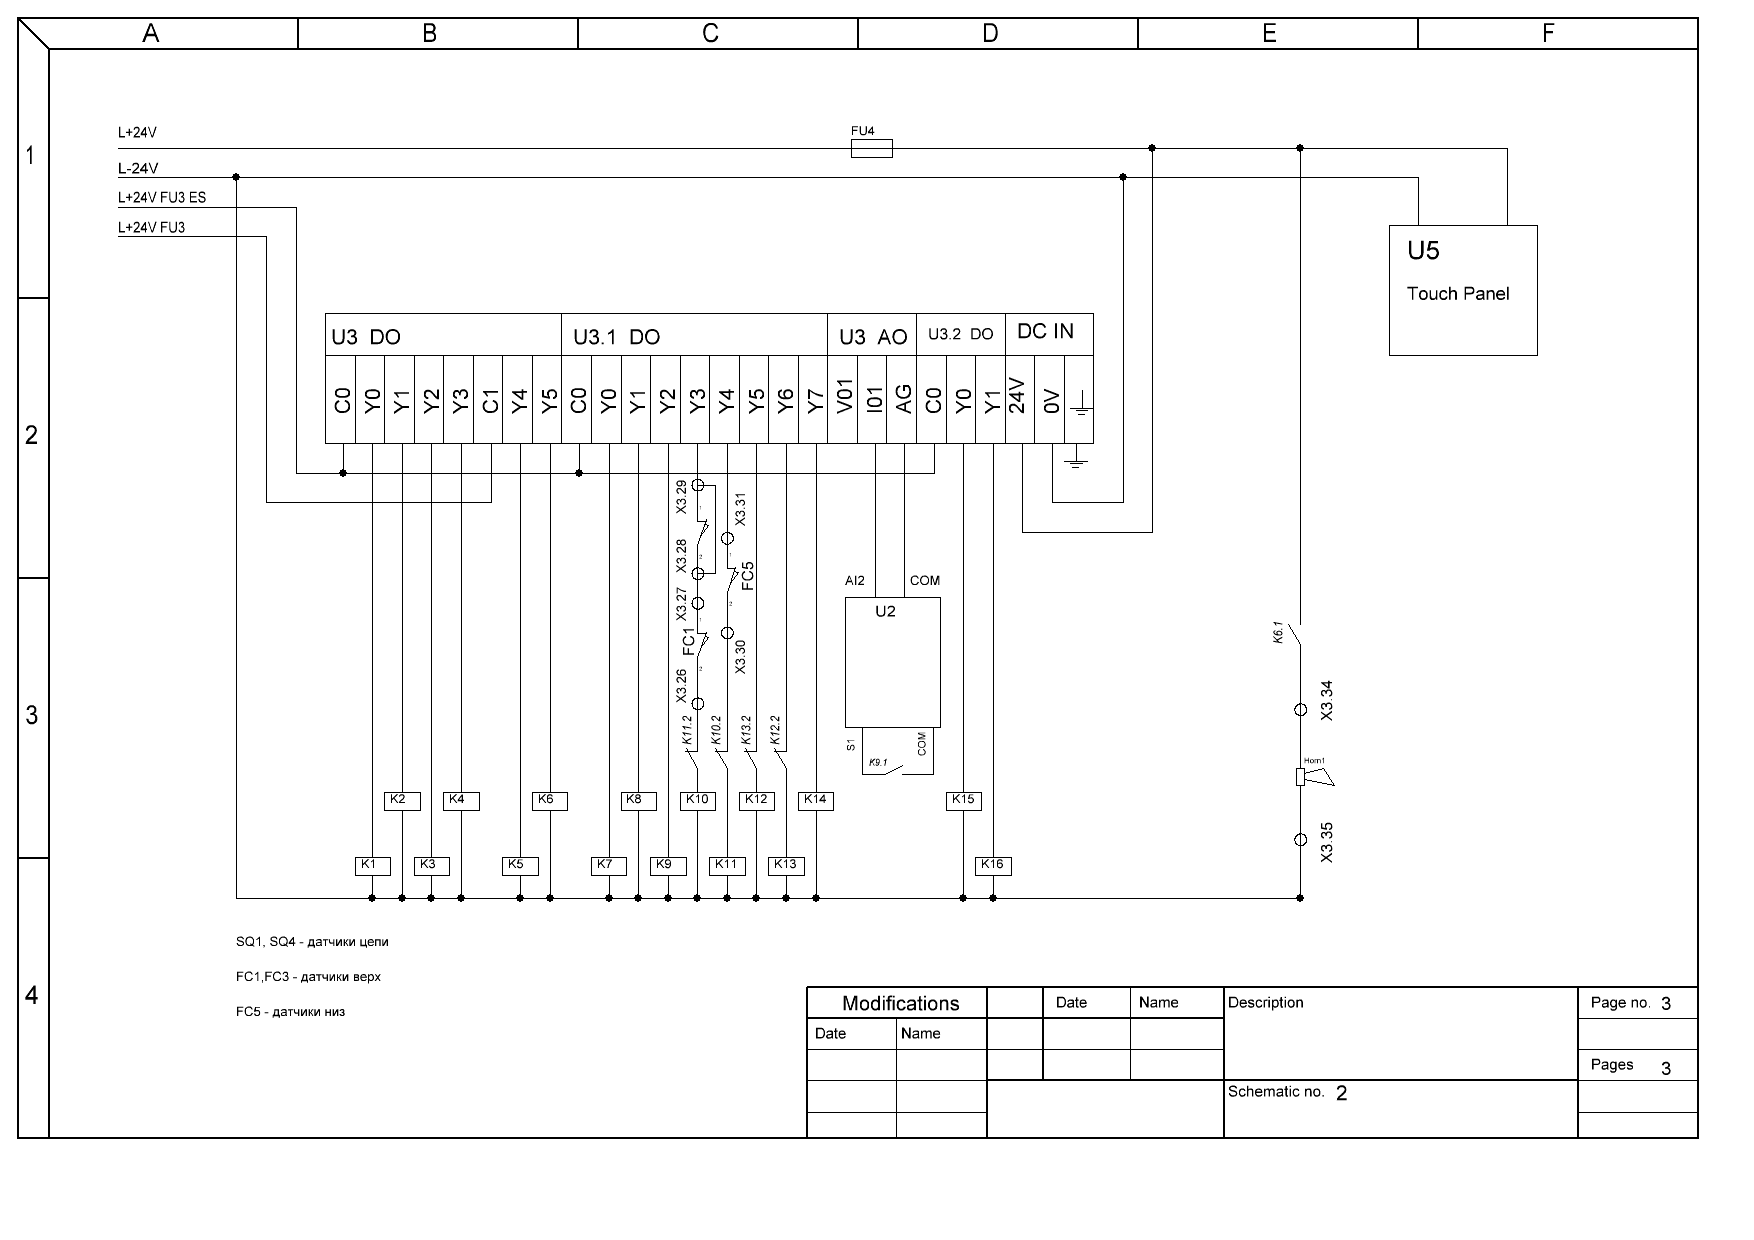 A B C D E F
1
L+24V
FU4
L-24V
L+24V FU3 ES
L+24V FU3
U5
Touch Panel
U3 DO U3.1 DO U3 AO U3.2 DO DC IN
C0 Y0 Y1 Y2 Y3 C1 Y4 Y5 C0 Y0 Y1 Y2 Y3 Y4 Y5 Y6 Y7 V01 I01 AG C0 Y0 Y1 24V 0V
2
X3.29
X3.31
1
X3.28
2
1
FC5
2
X3.27
1
FC1
2
X3.30
X3.26
AI2 COM
U2
S1 COM
K9.1
K6.1
3
X3.34
K11.2 K10.2 K13.2 K12.2
Horn1
X3.35
K2 K4 K6 K8 K10 K12 K14 K15
K1 K3 K5 K7 K9 K11 K13 K16
SQ1, SQ4 - датчики цепи
FC1,FC3 - датчики верх
FC5 - датчики низ
4
Modifications Date Name Description Page no. 3
Date Name
Pages 3
Schematic no. 2